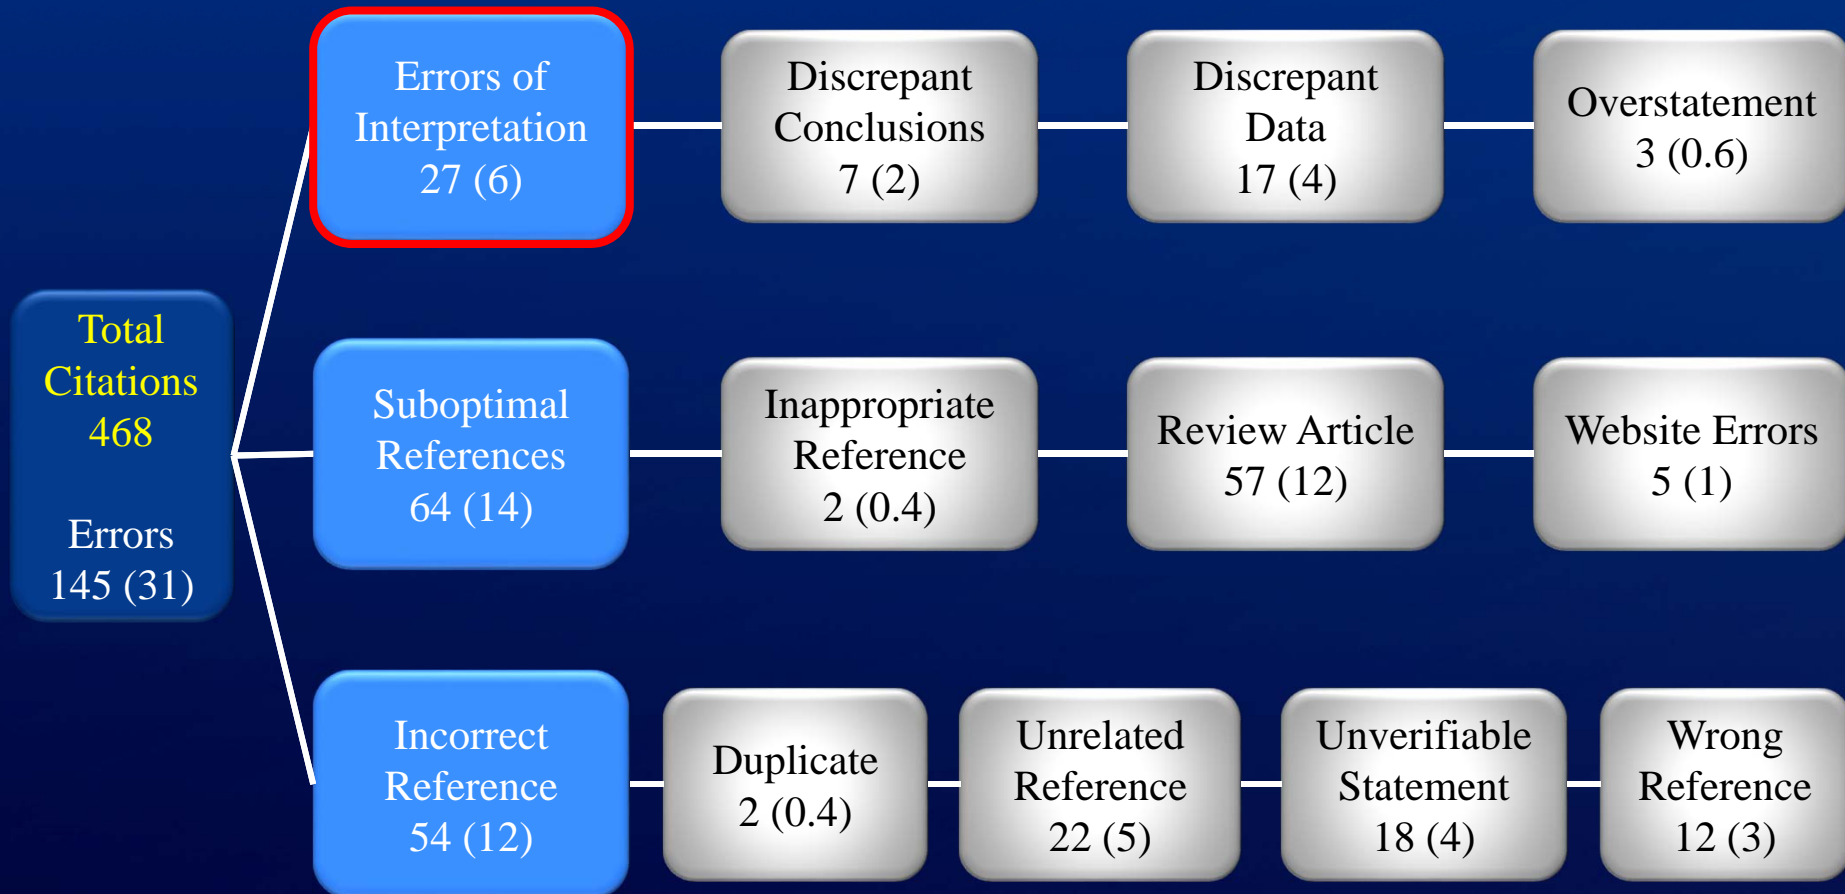 Total
Citations
468
Errors
145 (31)
Errors of
Interpretation
27 (6)
Discrepant
Conclusions
7 (2)
Discrepant
Data
17 (4)
Overstatement
3 (0.6)
Suboptimal
References
64 (14)
Inappropriate
Reference
2 (0.4)
Review Article
57 (12)
Website Errors
5 (1)
Incorrect
Reference
54 (12)
Duplicate
2 (0.4)
Unrelated
Reference
22 (5)
Unverifiable
Statement
18 (4)
Wrong
Reference
12 (3)